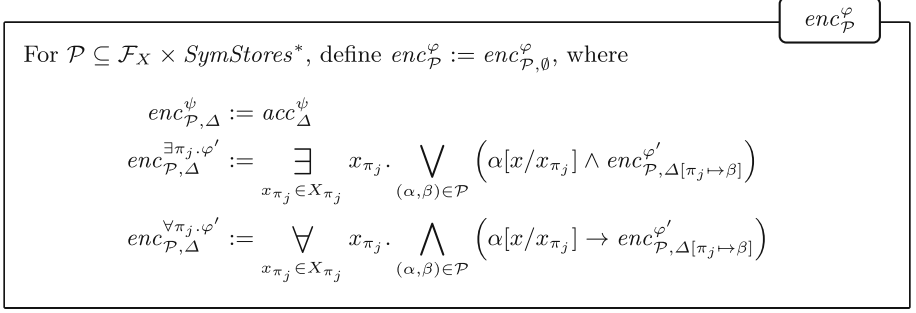 enc^φ_𝒫
For 𝒫 ⊆ ℱ_X × SymStores*, define enc^φ_𝒫 := enc^φ_{𝒫,∅}, where
enc^ψ_{𝒫,Δ} := acc^ψ_Δ
enc^{∃π_j.φ′}_{𝒫,Δ} := ∃_{x_{π_j}∈X_{π_j}} x_{π_j}. ⋁_{(α,β)∈𝒫} (α[x/x_{π_j}] ∧ enc^{φ′}_{𝒫,Δ[π_j↦β]})
enc^{∀π_j.φ′}_{𝒫,Δ} := ∀_{x_{π_j}∈X_{π_j}} x_{π_j}. ⋀_{(α,β)∈𝒫} (α[x/x_{π_j}] → enc^{φ′}_{𝒫,Δ[π_j↦β]})